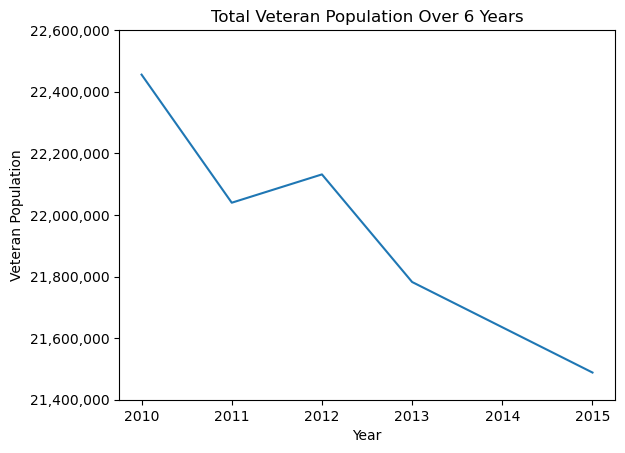 Total Veteran Population Over 6 Years
22,600,000
22,400,000
22,200,000
22,000,000
21,800,000
21,600,000
21,400,000
Veteran Population
2010 2011 2012 2013 2014 2015
Year